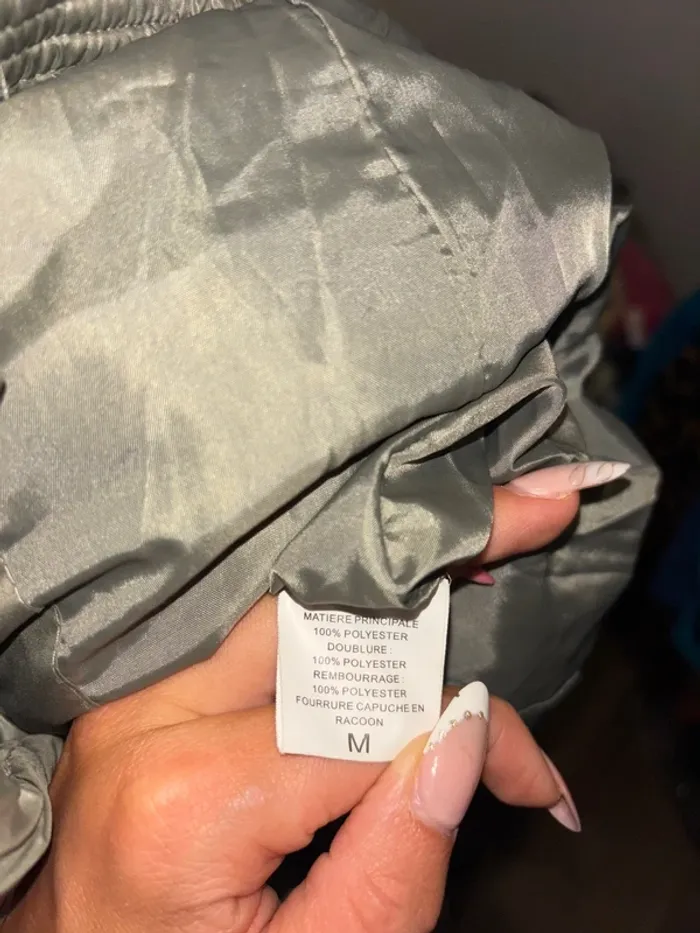 MATIERE PRINCIPALE
100% POLYESTER
DOUBLURE :
100% POLYESTER
REMBOURRAGE :
100% POLYESTER
FOURRURE CAPUCHE EN
RACOON
M